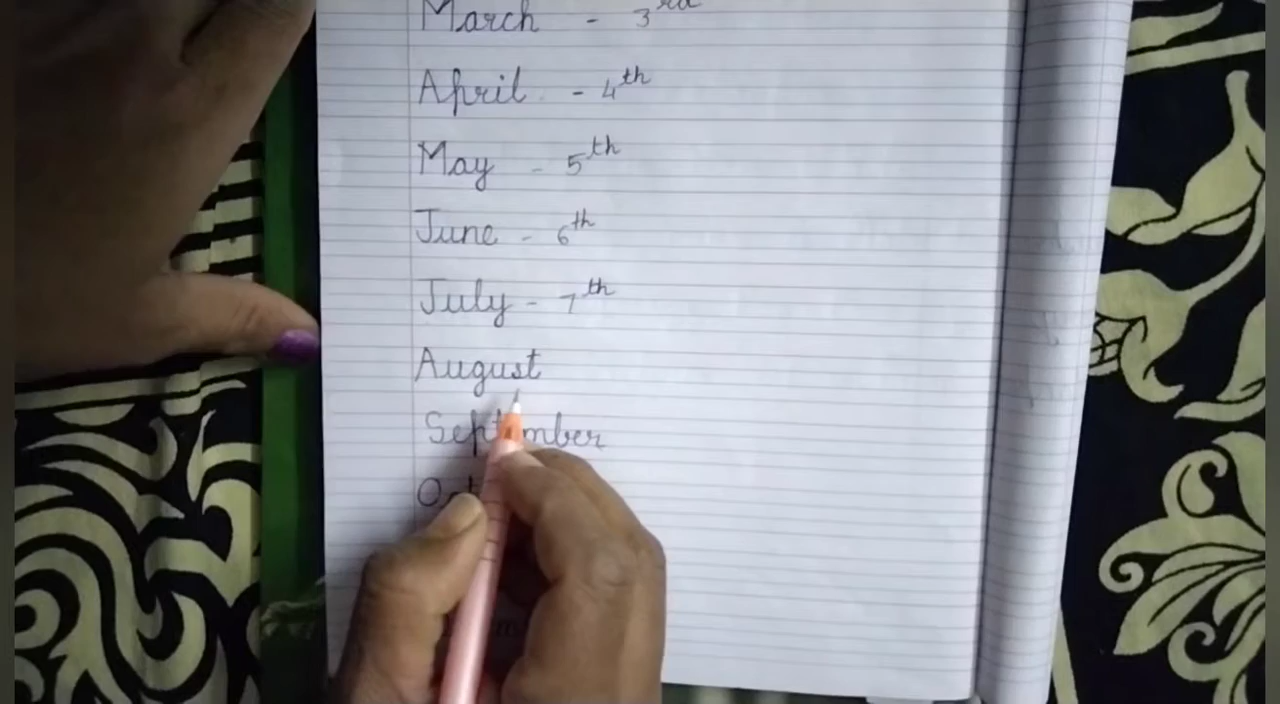 March - 3rd
April - 4th
May - 5th
June - 6th
July - 7th
August
September